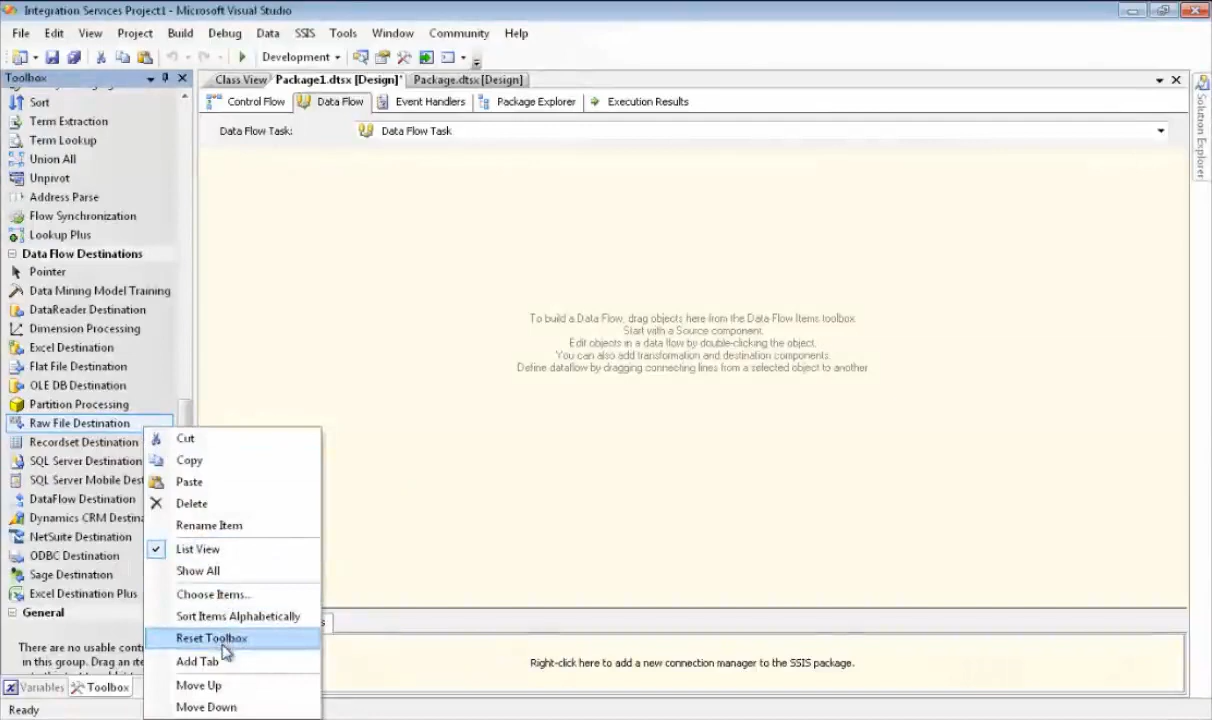 Integration Services Project1 - Microsoft Visual Studio
File Edit View Project Build Debug Data SSIS Tools Window Community Help
Development
Toolbox
Class View Package1.dtsx [Design]* Package.dtsx [Design]
Control Flow Data Flow Event Handlers Package Explorer Execution Results
Data Flow Task: Data Flow Task
Solution Explorer
Sort
Term Extraction
Term Lookup
Union All
Unpivot
Address Parse
Flow Synchronization
Lookup Plus
Data Flow Destinations
Pointer
Data Mining Model Training
DataReader Destination
Dimension Processing
Excel Destination
Flat File Destination
OLE DB Destination
Partition Processing
Raw File Destination
Recordset Destination
SQL Server Destination
SQL Server Mobile Dest
DataFlow Destination
Dynamics CRM Destina
NetSuite Destination
ODBC Destination
Sage Destination
Excel Destination Plus
General
There are no usable cont
in this group. Drag an ite
Variables Toolbox
Ready
Cut
Copy
Paste
Delete
Rename Item
List View
Show All
Choose Items...
Sort Items Alphabetically
Reset Toolbox
Add Tab
Move Up
Move Down
To build a Data Flow, drag objects here from the Data Flow Items toolbox.
Start with a Source component.
Edit objects in a data flow by double-clicking the object.
You can also add transformation and destination components.
Define dataflow by dragging connecting lines from a selected object to another
s
Right-click here to add a new connection manager to the SSIS package.